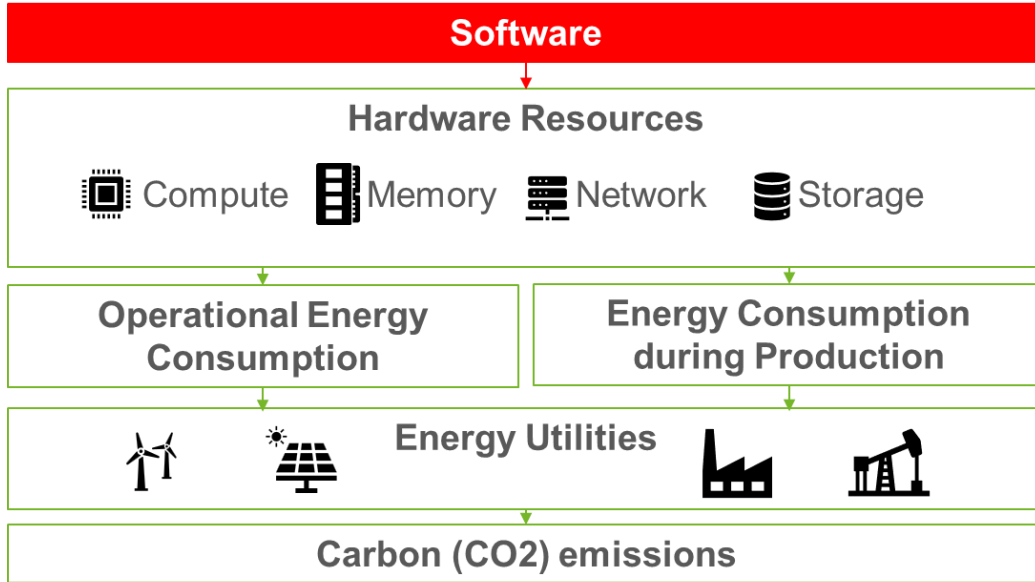 Software
Hardware Resources
Compute Memory Network Storage
Operational Energy
Consumption
Energy Consumption
during Production
Energy Utilities
Carbon (CO2) emissions